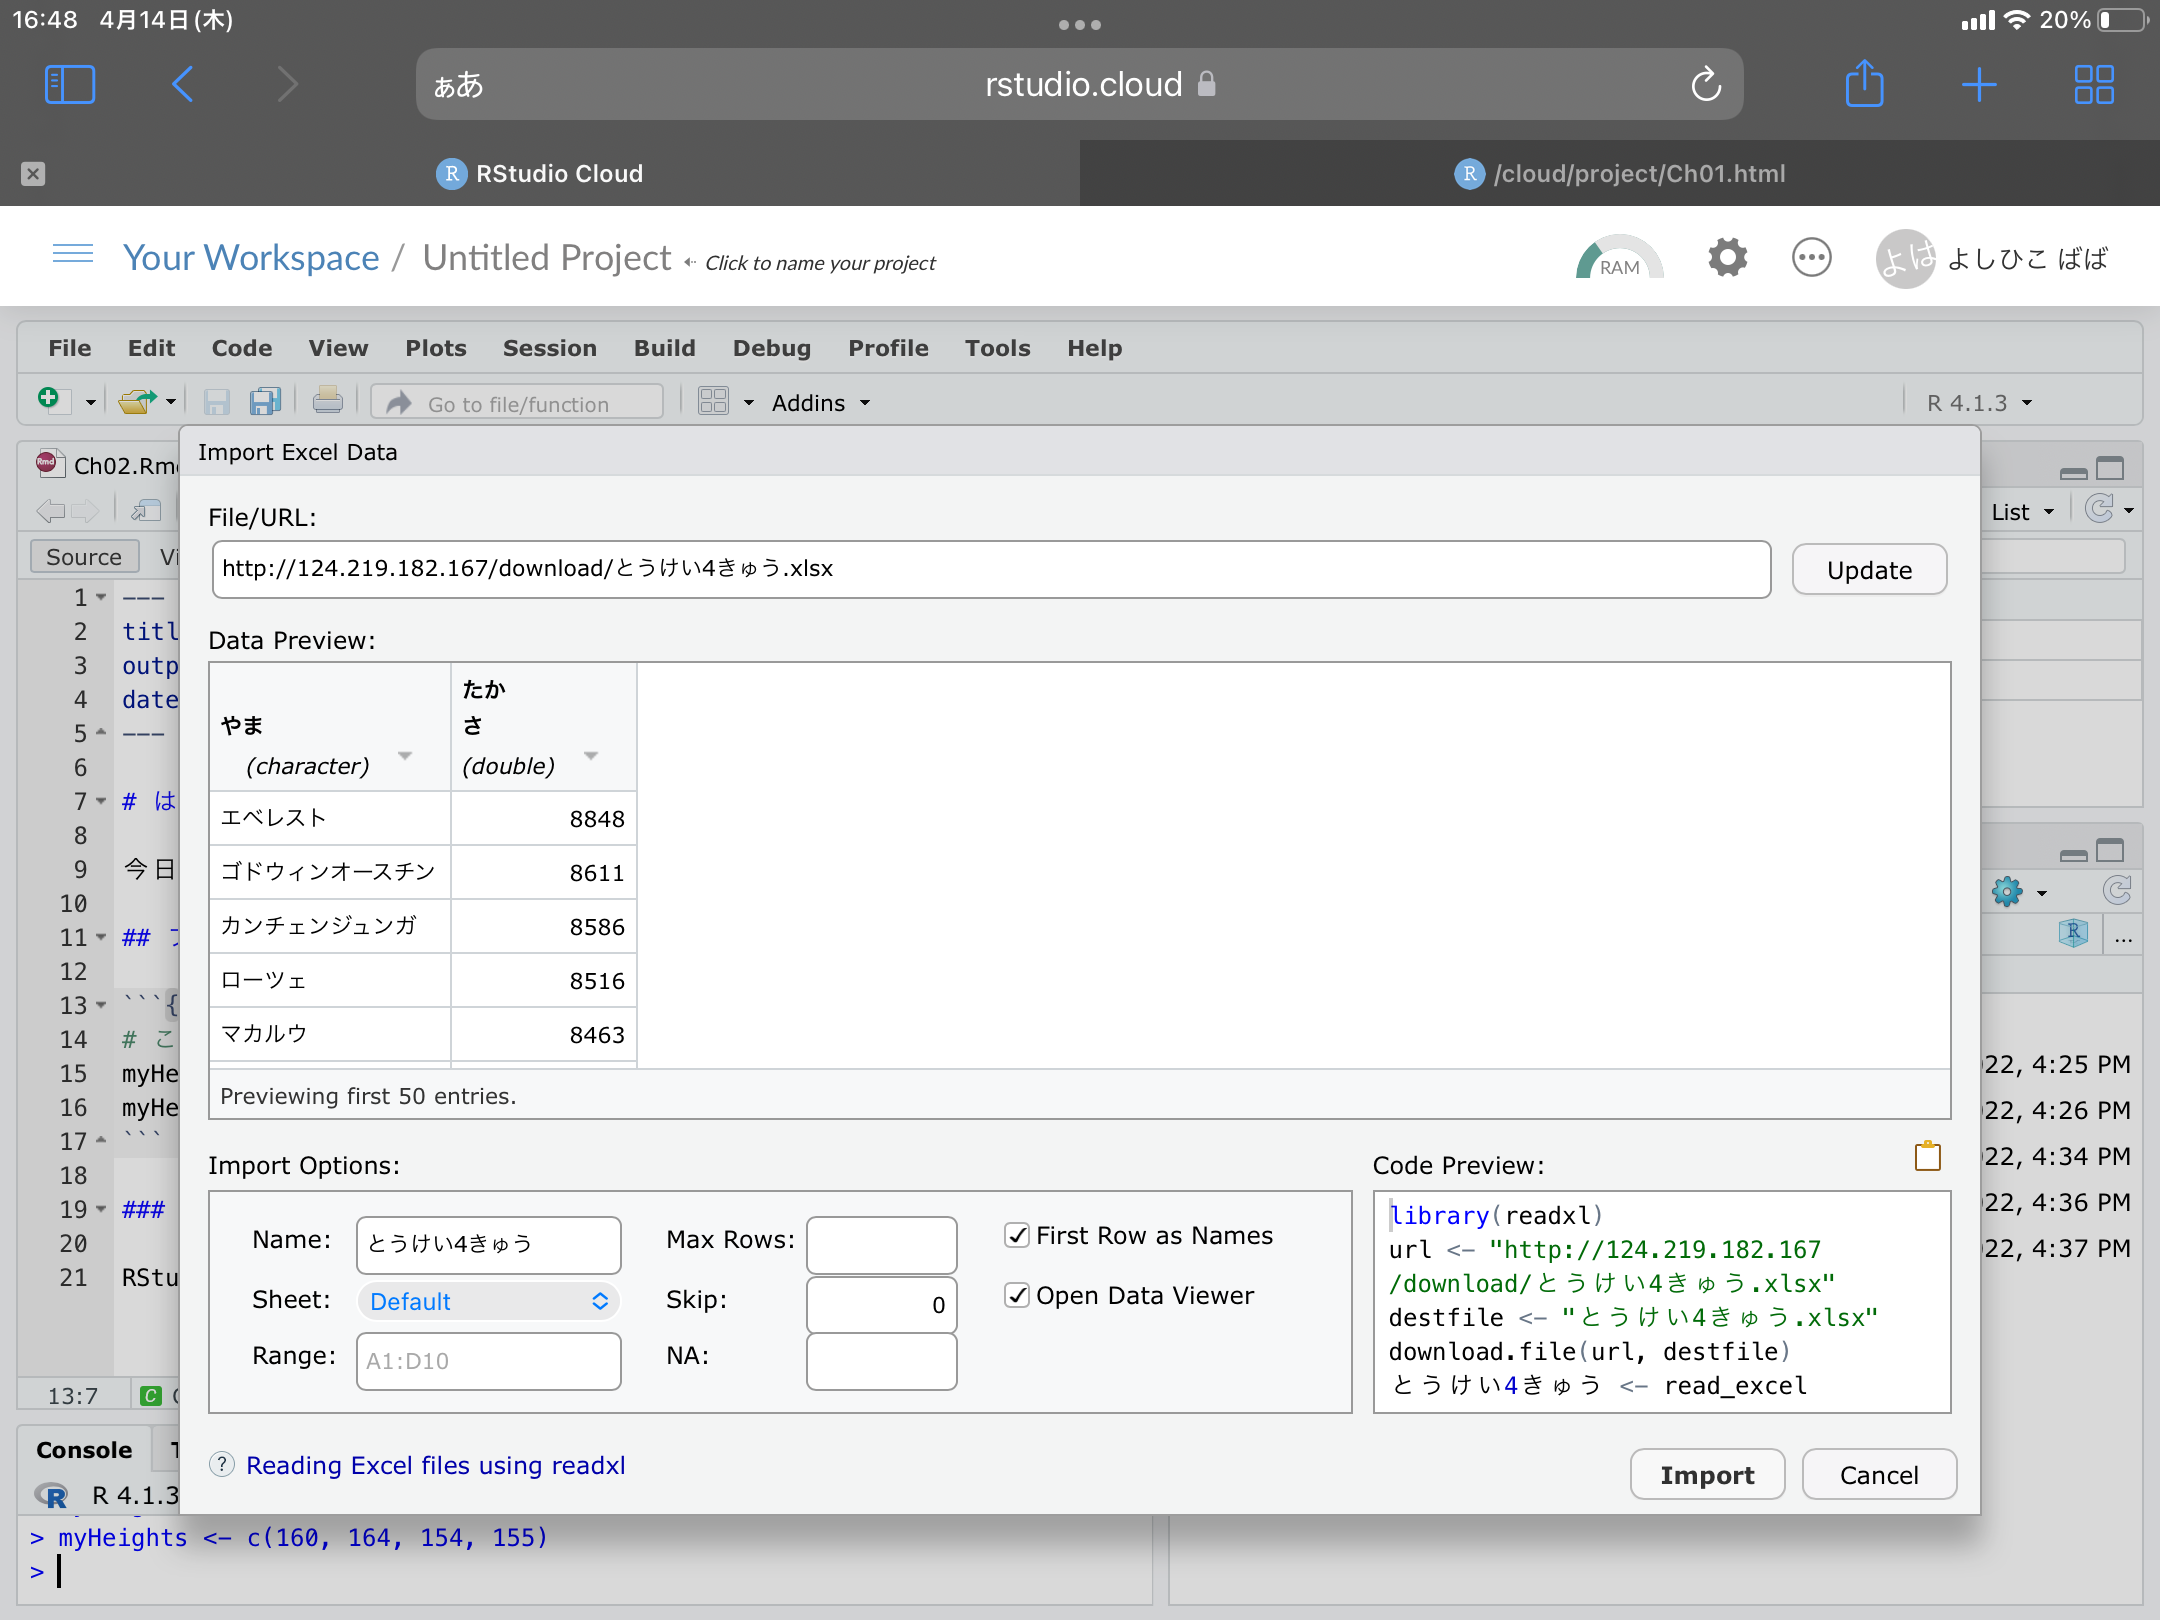 16:48 4月14日(木)
20%
ぁあ
rstudio.cloud
RStudio Cloud
/cloud/project/Ch01.html
Your Workspace / Untitled Project Click to name your project
RAM
よは よしひこ ばば
File Edit Code View Plots Session Build Debug Profile Tools Help
Go to file/function
Addins
R 4.1.3
Ch02.Rm
Import Excel Data
List
Source
File/URL:
http://124.219.182.167/download/とうけい4きゅう.xlsx
Update
Data Preview:
やま
(character)
たか
さ
(double)
エベレスト 8848
ゴドウィンオースチン 8611
カンチェンジュンガ 8586
ローツェ 8516
マカルウ 8463
Previewing first 50 entries.
1 ---
2 titl
3 outp
4 date
5 ---
6
7 # は
8
9 今日
10
11 ##
12
13 ```{
14 # こ
15 myHe
16 myHe
17 ```
18
19 ###
20
21 RStu
13:7
022, 4:25 PM
022, 4:26 PM
022, 4:34 PM
022, 4:36 PM
022, 4:37 PM
Import Options:
Name: とうけい4きゅう
Sheet: Default
Range: A1:D10
Max Rows:
Skip: 0
NA:
First Row as Names
Open Data Viewer
Code Preview:
library(readxl)
url <- "http://124.219.182.167
/download/とうけい4きゅう.xlsx"
destfile <- "とうけい4きゅう.xlsx"
download.file(url, destfile)
とうけい4きゅう <- read_excel
Reading Excel files using readxl
Import
Cancel
Console
R 4.1.3
> myHeights <- c(160, 164, 154, 155)
>